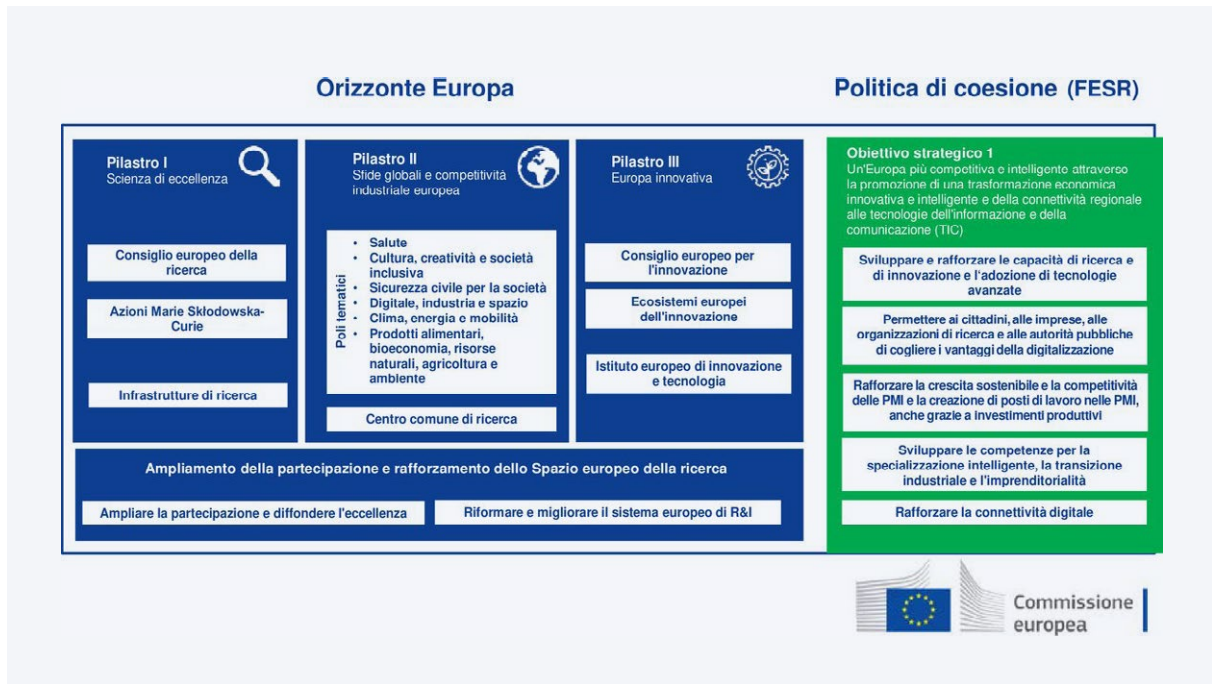 Orizzonte Europa
Politica di coesione (FESR)
Pilastro I
Scienza di eccellenza
Consiglio europeo della
ricerca
Azioni Marie Skłodowska-
Curie
Infrastrutture di ricerca
Pilastro II
Sfide globali e competitività
industriale europea
Poli tematici
• Salute
• Cultura, creatività e società
inclusiva
• Sicurezza civile per la società
• Digitale, industria e spazio
• Clima, energia e mobilità
• Prodotti alimentari,
bioeconomia, risorse
naturali, agricoltura e
ambiente
Centro comune di ricerca
Pilastro III
Europa innovativa
Consiglio europeo per
l'innovazione
Ecosistemi europei
dell'innovazione
Istituto europeo di innovazione
e tecnologia
Ampliamento della partecipazione e rafforzamento dello Spazio europeo della ricerca
Ampliare la partecipazione e diffondere l'eccellenza
Riformare e migliorare il sistema europeo di R&I
Obiettivo strategico 1
Un'Europa più competitiva e intelligente attraverso
la promozione di una trasformazione economica
innovativa e intelligente e della connettività regionale
alle tecnologie dell'informazione e della
comunicazione (TIC)
Sviluppare e rafforzare le capacità di ricerca e
di innovazione e l'adozione di tecnologie
avanzate
Permettere ai cittadini, alle imprese, alle
organizzazioni di ricerca e alle autorità pubbliche
di cogliere i vantaggi della digitalizzazione
Rafforzare la crescita sostenibile e la competitività
delle PMI e la creazione di posti di lavoro nelle PMI,
anche grazie a investimenti produttivi
Sviluppare le competenze per la
specializzazione intelligente, la transizione
industriale e l'imprenditorialità
Rafforzare la connettività digitale
Commissione
europea